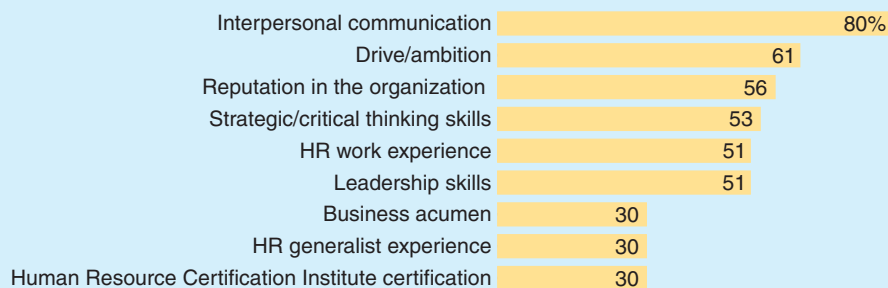 Interpersonal communication 80%
Drive/ambition 61
Reputation in the organization 56
Strategic/critical thinking skills 53
HR work experience 51
Leadership skills 51
Business acumen 30
HR generalist experience 30
Human Resource Certification Institute certification 30